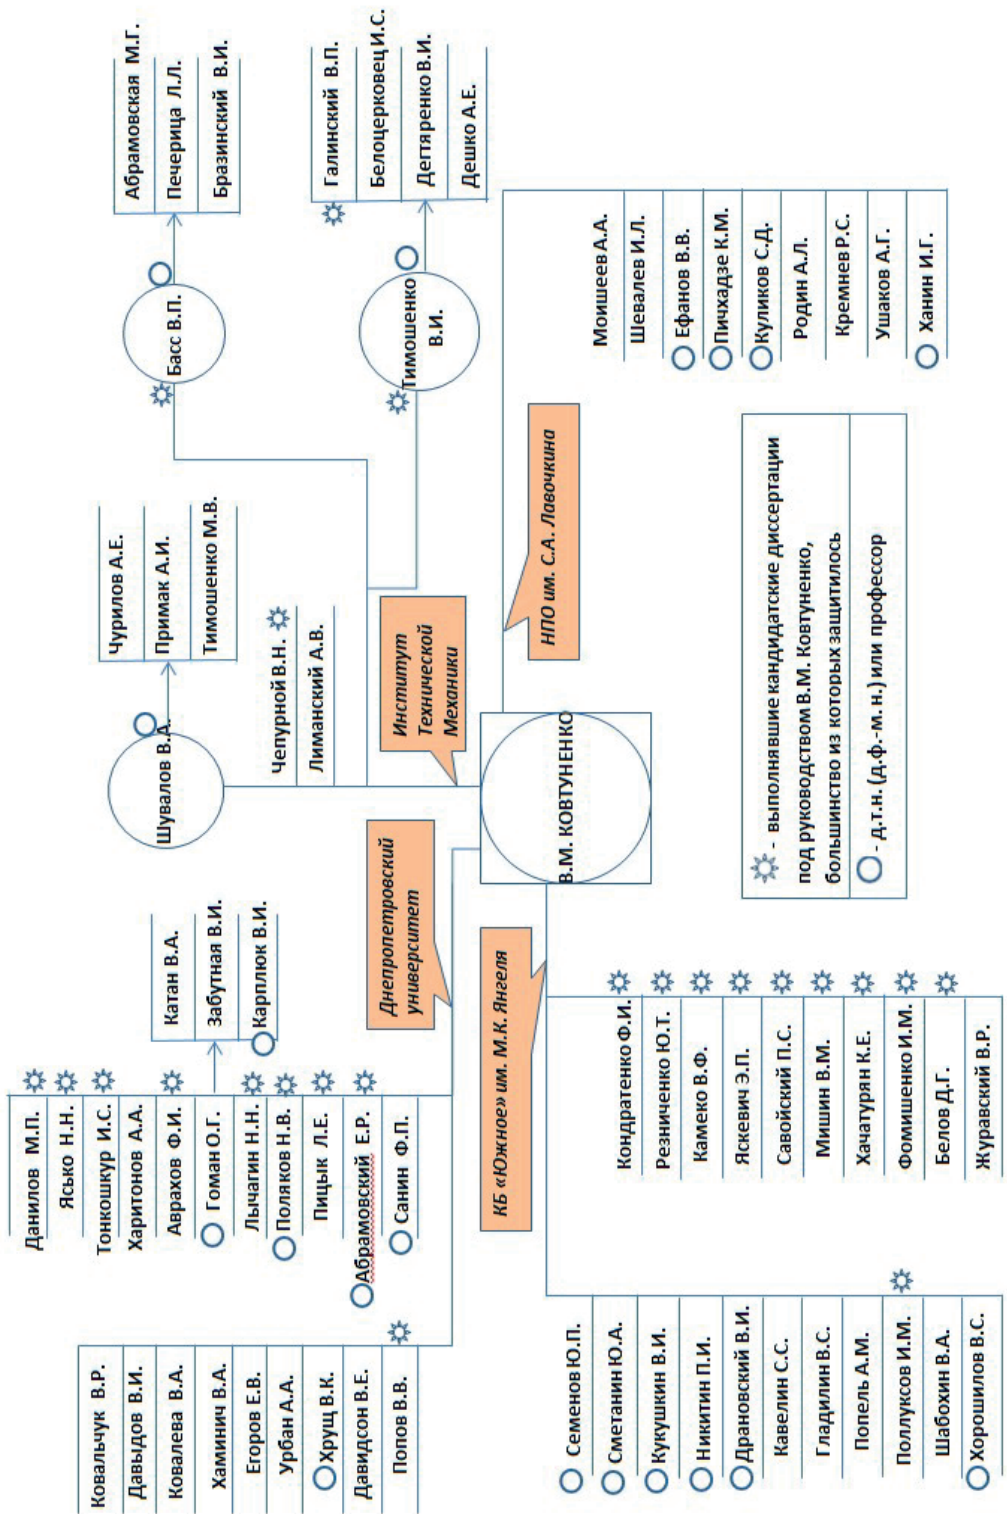 Ковальчук В.Р.
Давыдов В.И.
Ковалева В.А.
Хаминич В.А.
Егоров Е.В.
Урбан А.А.
Хрущ В.К.
Давидсон В.Е.
Попов В.В.
Данилов М.П.
Ясько Н.Н.
Тонкошкур И.С.
Харитонов А.А.
Аврахов Ф.И.
Гоман О.Г.
Лычагин Н.Н.
Поляков Н.В.
Пицык Л.Е.
Абрамовский Е.Р.
Санин Ф.П.
Катан В.А.
Забутная В.И.
Карплюк В.И.
Днепропетровский
университет
Шувалов В.А.
Чурилов А.Е.
Примак А.И.
Тимошенко М.В.
Чепурной В.Н.
Лиманский А.В.
Институт
Технической
Механики
Басс В.П.
Абрамовская М.Г.
Печерица Л.Л.
Бразинский В.И.
Тимошенко
В.И.
Галинский В.П.
Белоцерковец И.С.
Дегтяренко В.И.
Дешко А.Е.
В.М. КОВТУНЕНКО
КБ «Южное» им. М.К. Янгеля
НПО им. С.А. Лавочкина
Семенов Ю.П.
Сметанин Ю.А.
Кукушкин В.И.
Никитин П.И.
Драновский В.И.
Кавелин С.С.
Гладилин В.С.
Попель А.М.
Поллуксов И.М.
Шабохин В.А.
Хорошилов В.С.
Кондратенко Ф.И.
Резниченко Ю.Т.
Камеко В.Ф.
Яскевич Э.П.
Савойский П.С.
Мишин В.М.
Хачатурян К.Е.
Фомишенко И.М.
Белов Д.Г.
Журавский В.Р.
Моишеев А.А.
Шевалев И.Л.
Ефанов В.В.
Пичхадзе К.М.
Куликов С.Д.
Родин А.Л.
Кремнев Р.С.
Ушаков А.Г.
Ханин И.Г.
- выполнявшие кандидатские диссертации
под руководством В.М. Ковтуненко,
большинство из которых защитилось
- д.т.н. (д.ф.-м. н.) или профессор